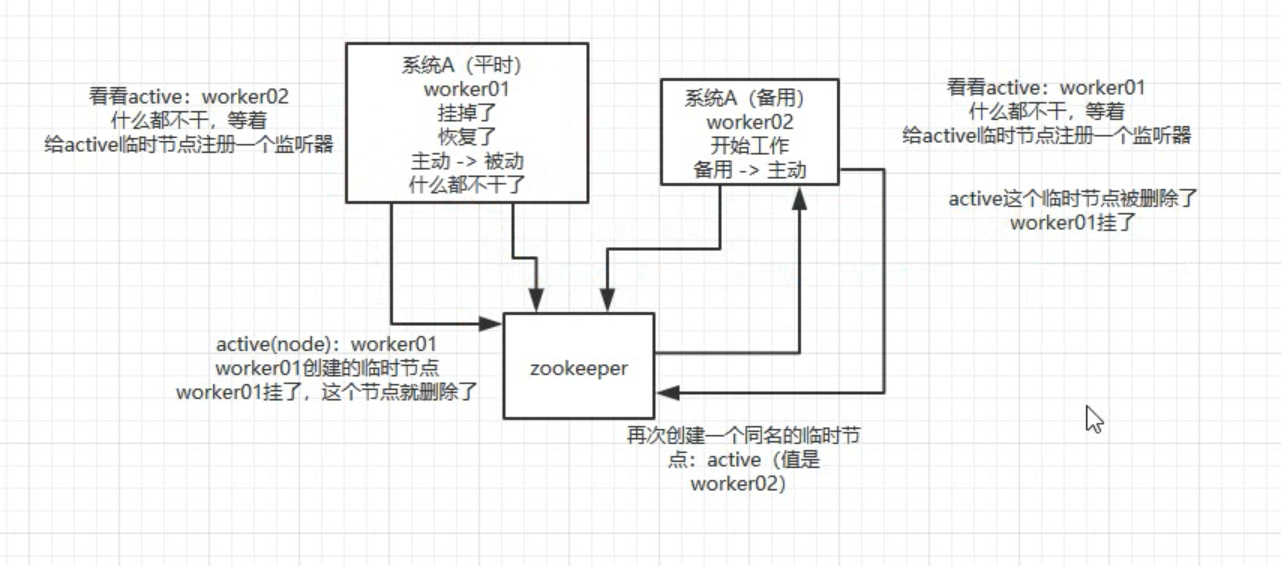 看看active：worker02
什么都不干，等着
给active临时节点注册一个监听器
系统A（平时）
worker01
挂掉了
恢复了
主动 -> 被动
什么都不干了
系统A（备用）
worker02
开始工作
备用 -> 主动
看看active：worker01
什么都不干，等着
给active临时节点注册一个监听器
active这个临时节点被删除了
worker01挂了
active(node)：worker01
worker01创建的临时节点
worker01挂了，这个节点就删除了
zookeeper
再次创建一个同名的临时节
点：active（值是
worker02）